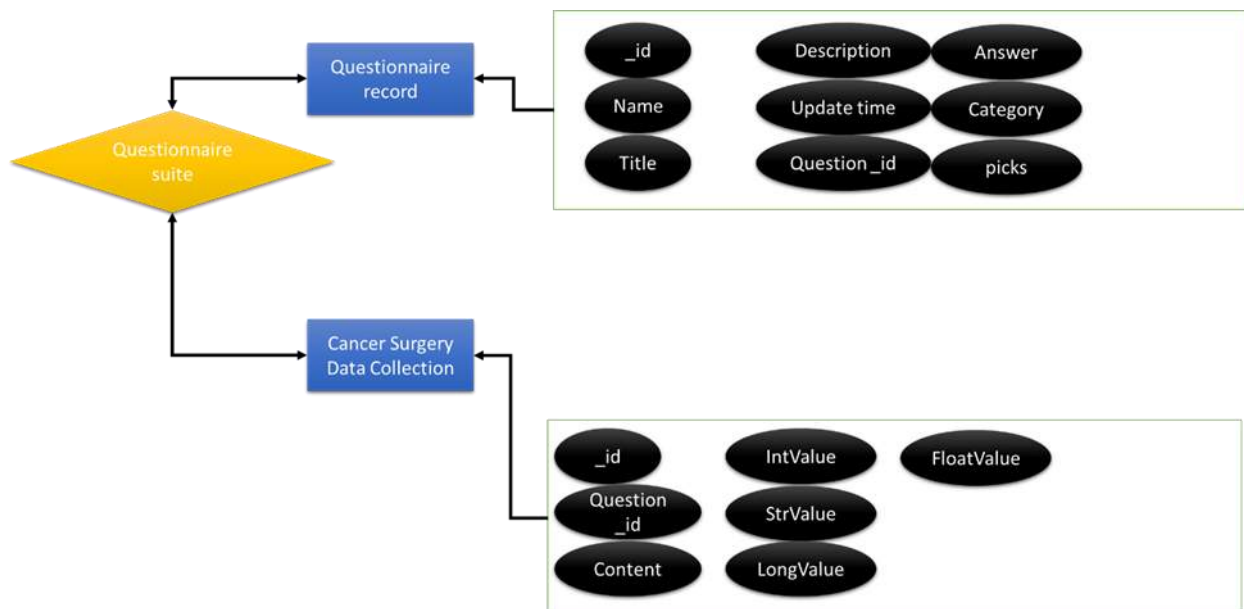 _id
Description
Answer
Questionnaire
record
Name
Update time
Category
Questionnaire
suite
Title
Question _id
picks
Cancer Surgery
Data Collection
_id
IntValue
FloatValue
Question
_id
StrValue
Content
LongValue